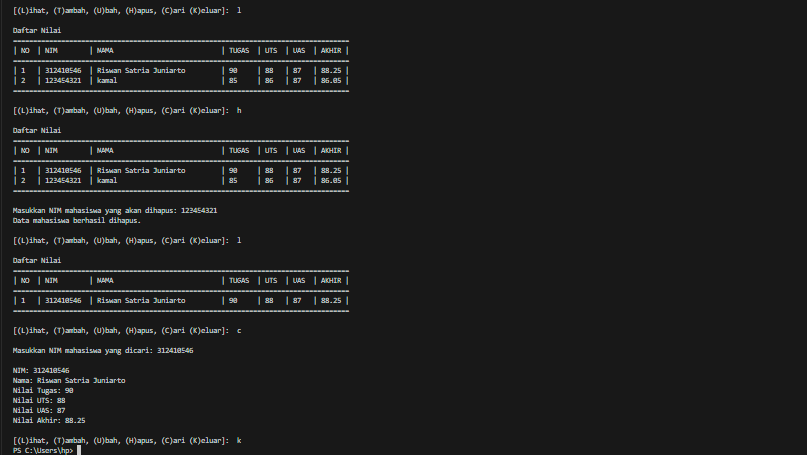 [(L)ihat, (T)ambah, (U)bah, (H)apus, (C)ari (K)eluar]: l
Daftar Nilai
==================================================================================
| NO | NIM | NAMA | TUGAS | UTS | UAS | AKHIR |
==================================================================================
| 1 | 312410546 | Riswan Satria Juniarto | 90 | 88 | 87 | 88.25 |
| 2 | 123454321 | kamal | 85 | 86 | 87 | 86.05 |
==================================================================================
[(L)ihat, (T)ambah, (U)bah, (H)apus, (C)ari (K)eluar]: h
Daftar Nilai
==================================================================================
| NO | NIM | NAMA | TUGAS | UTS | UAS | AKHIR |
==================================================================================
| 1 | 312410546 | Riswan Satria Juniarto | 90 | 88 | 87 | 88.25 |
| 2 | 123454321 | kamal | 85 | 86 | 87 | 86.05 |
==================================================================================
Masukkan NIM mahasiswa yang akan dihapus: 123454321
Data mahasiswa berhasil dihapus.
[(L)ihat, (T)ambah, (U)bah, (H)apus, (C)ari (K)eluar]: l
Daftar Nilai
==================================================================================
| NO | NIM | NAMA | TUGAS | UTS | UAS | AKHIR |
==================================================================================
| 1 | 312410546 | Riswan Satria Juniarto | 90 | 88 | 87 | 88.25 |
==================================================================================
[(L)ihat, (T)ambah, (U)bah, (H)apus, (C)ari (K)eluar]: c
Masukkan NIM mahasiswa yang dicari: 312410546
NIM: 312410546
Nama: Riswan Satria Juniarto
Nilai Tugas: 90
Nilai UTS: 88
Nilai UAS: 87
Nilai Akhir: 88.25
[(L)ihat, (T)ambah, (U)bah, (H)apus, (C)ari (K)eluar]: k
PS C:\Users\hp>